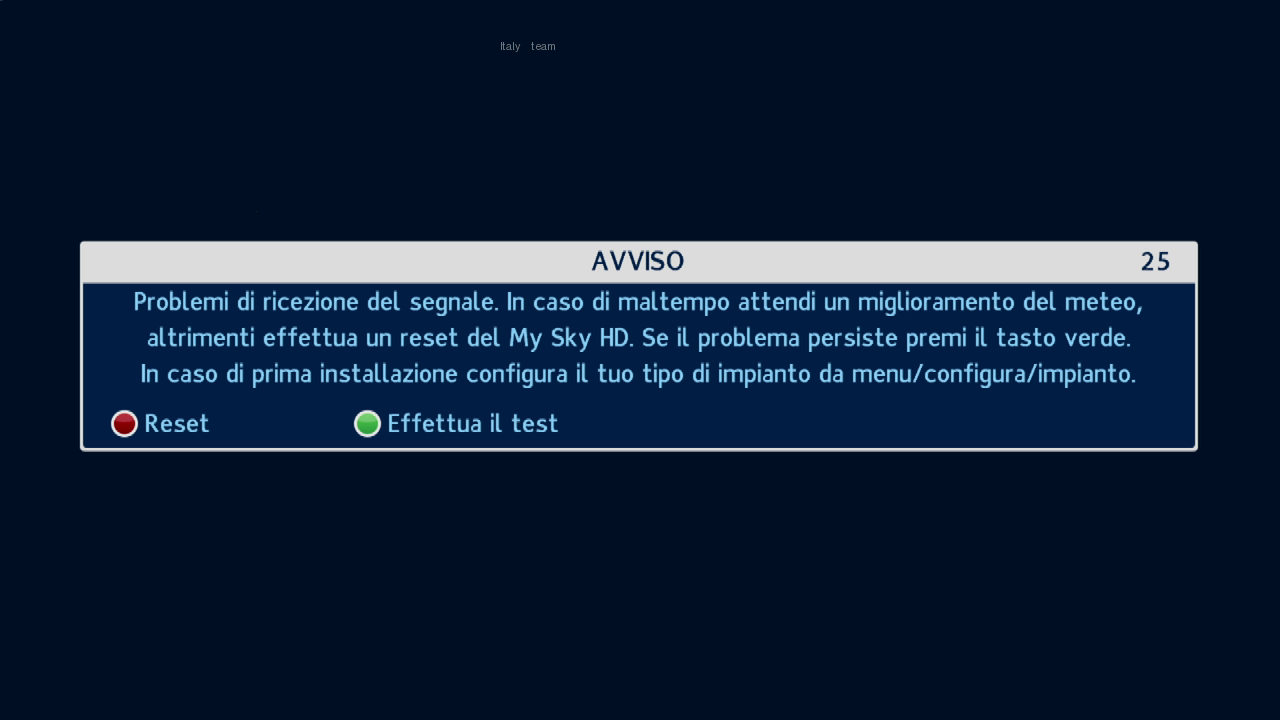 Italy team
AVVISO 25
Problemi di ricezione del segnale. In caso di maltempo attendi un miglioramento del meteo,
altrimenti effettua un reset del My Sky HD. Se il problema persiste premi il tasto verde.
In caso di prima installazione configura il tuo tipo di impianto da menu/configura/impianto.
Reset Effettua il test